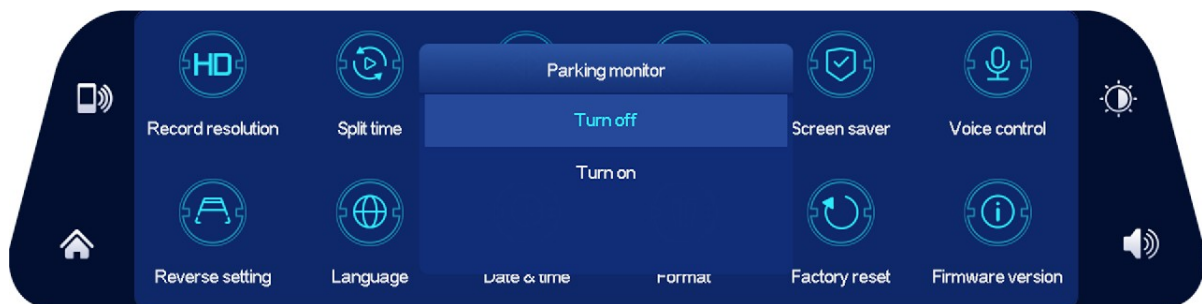 HD
Parking monitor
Turn off
Record resolution
Split time
Screen saver
Voice control
Turn on
Reverse setting
Language
Date & time
Format
Factory reset
Firmware version